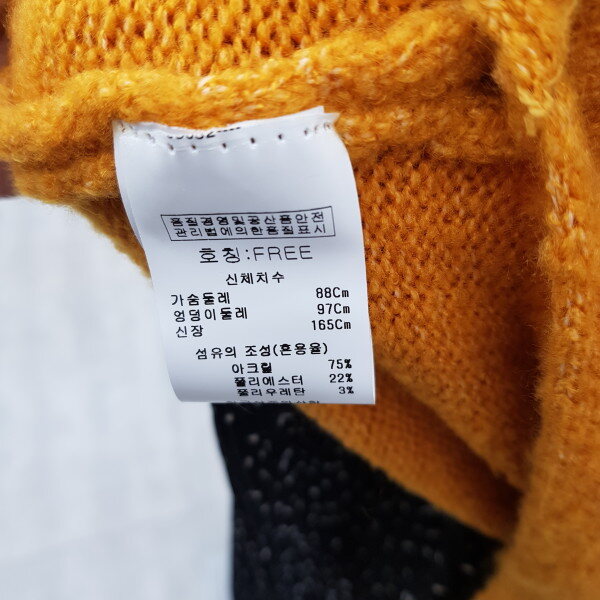 품질경영및공산품안전
관리법에의한품질표시
호칭:FREE
신체치수
가슴둘레 88Cm
엉덩이둘레 97Cm
신장 165Cm
섬유의 조성(혼용율)
아크릴 75%
폴리에스터 22%
폴리우레탄 3%